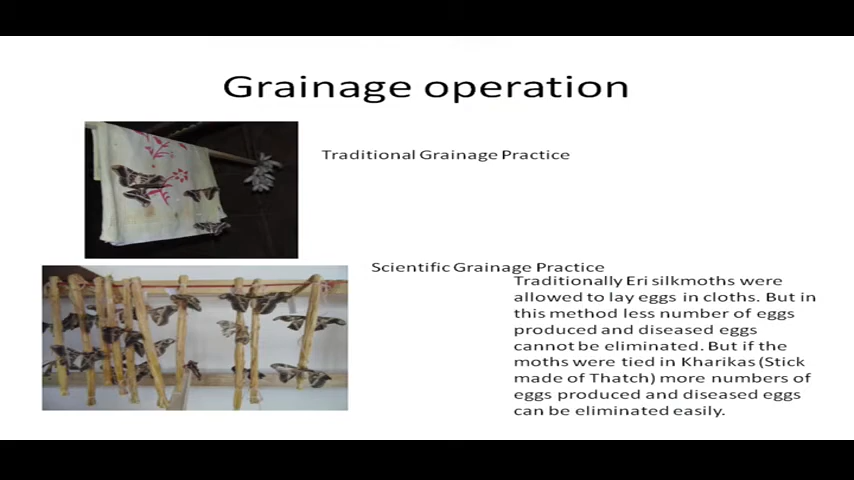 Grainage operation
Traditional Grainage Practice
Scientific Grainage Practice
Traditionally Eri silkmoths were
allowed to lay eggs in cloths. But in
this method less number of eggs
produced and diseased eggs
cannot be eliminated. But if the
moths were tied in Kharikas (Stick
made of Thatch) more numbers of
eggs produced and diseased eggs
can be eliminated easily.